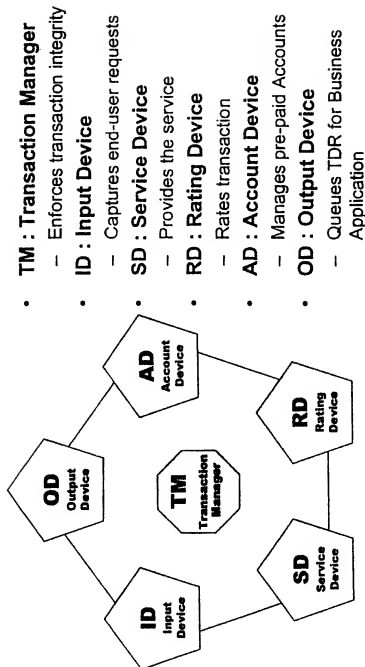 • TM : Transaction Manager
– Enforces transaction integrity
• ID : Input Device
– Captures end-user requests
• SD : Service Device
– Provides the service
• RD : Rating Device
– Rates transaction
• AD : Account Device
– Manages pre-paid Accounts
• OD : Output Device
– Queues TDR for Business
Application
OD
Output
Device
ID
Input
Device
AD
Account
Device
TM
Transaction
Manager
SD
Service
Device
RD
Rating
Device